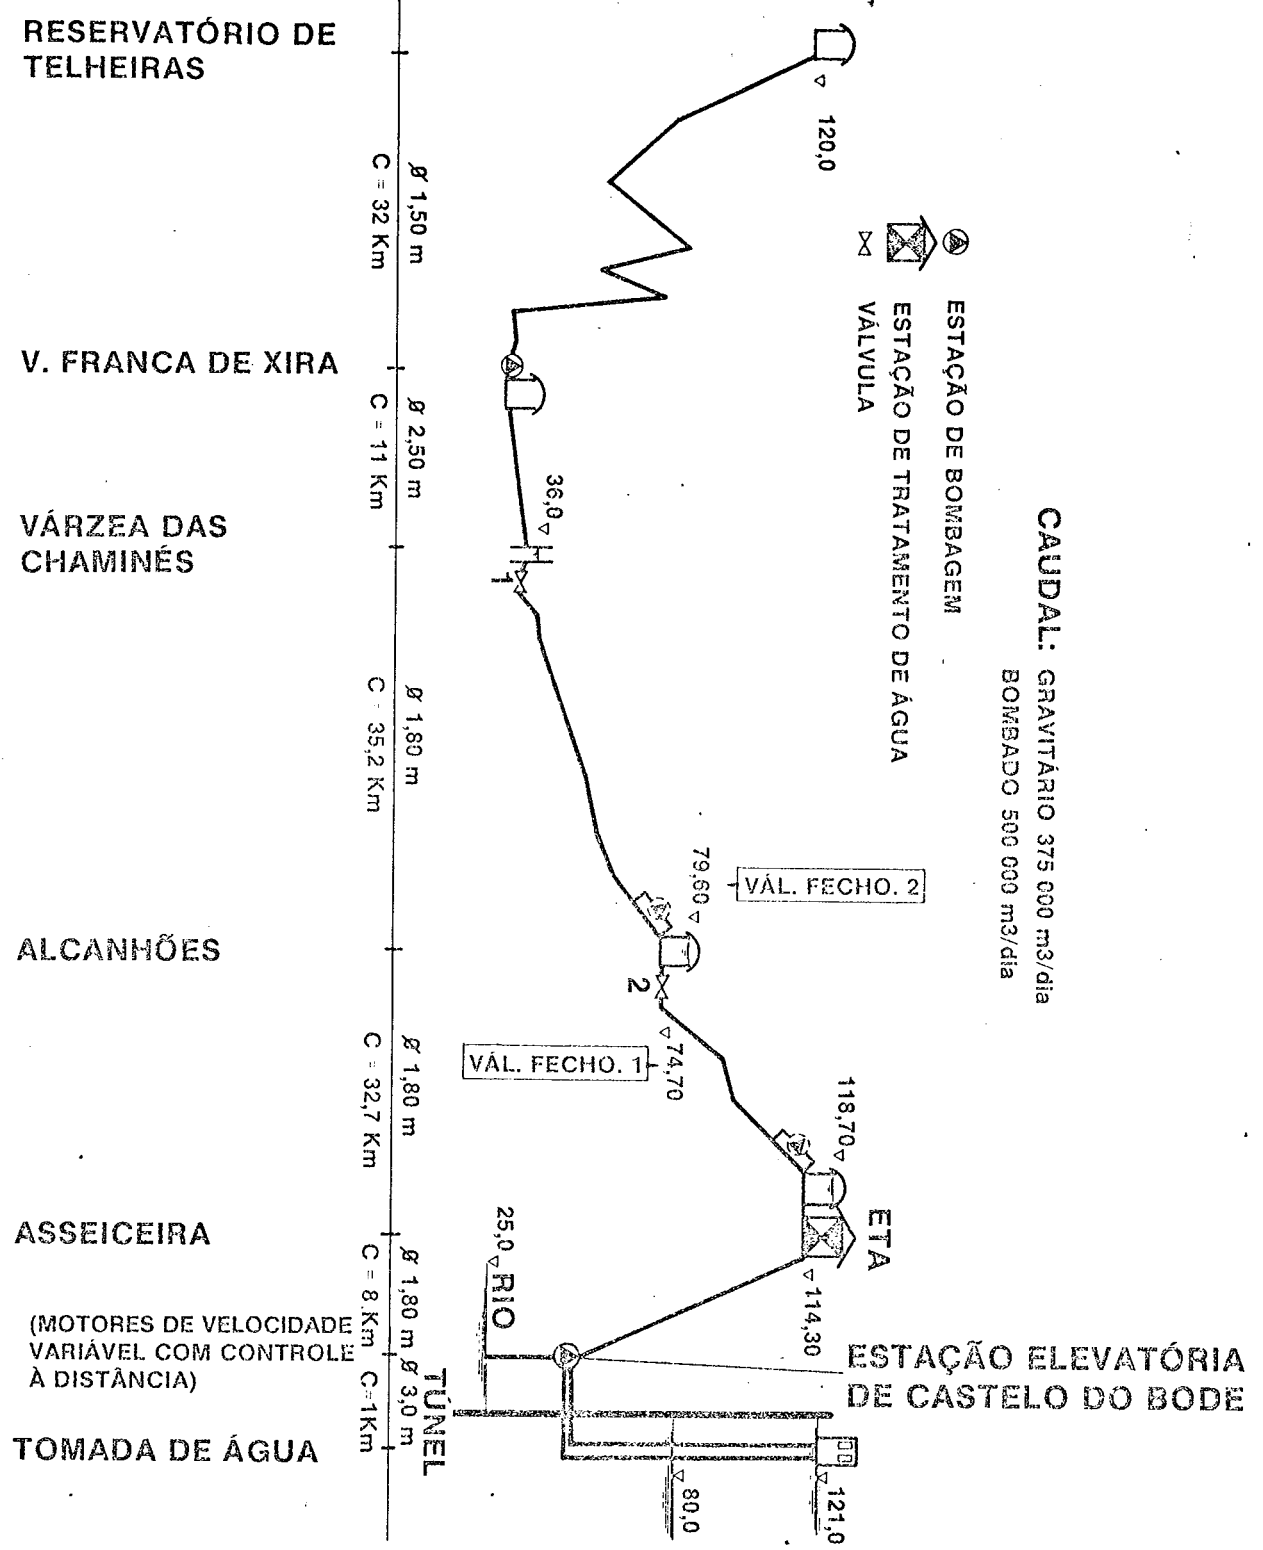 RESERVATÓRIO DE
TELHEIRAS
120,0
Ø 1,50 m
C = 32 Km
ESTAÇÃO DE BOMBAGEM
ESTAÇÃO DE TRATAMENTO DE ÁGUA
VÁLVULA
CAUDAL: GRAVITÁRIO 375 000 m3/dia
BOMBADO 500 000 m3/dia
V. FRANCA DE XIRA
Ø 2,50 m
C = 11 Km
36,0
VÁRZEA DAS
CHAMINÉS
1
Ø 1,80 m
C = 35,2 Km
79,60
VÁL. FECHO. 2
ALCANHÕES
2
74,70
VÁL. FECHO. 1
Ø 1,80 m
C = 32,7 Km
118,70
ETA
ASSEICEIRA
25,0
RIO
114,30
Ø 1,80 m
C = 8 Km
(MOTORES DE VELOCIDADE
VARIÁVEL COM CONTROLE
À DISTÂNCIA)
ESTAÇÃO ELEVATÓRIA
DE CASTELO DO BODE
Ø 3,0 m
C=1Km
TÚNEL
TOMADA DE ÁGUA
80,0
121,0